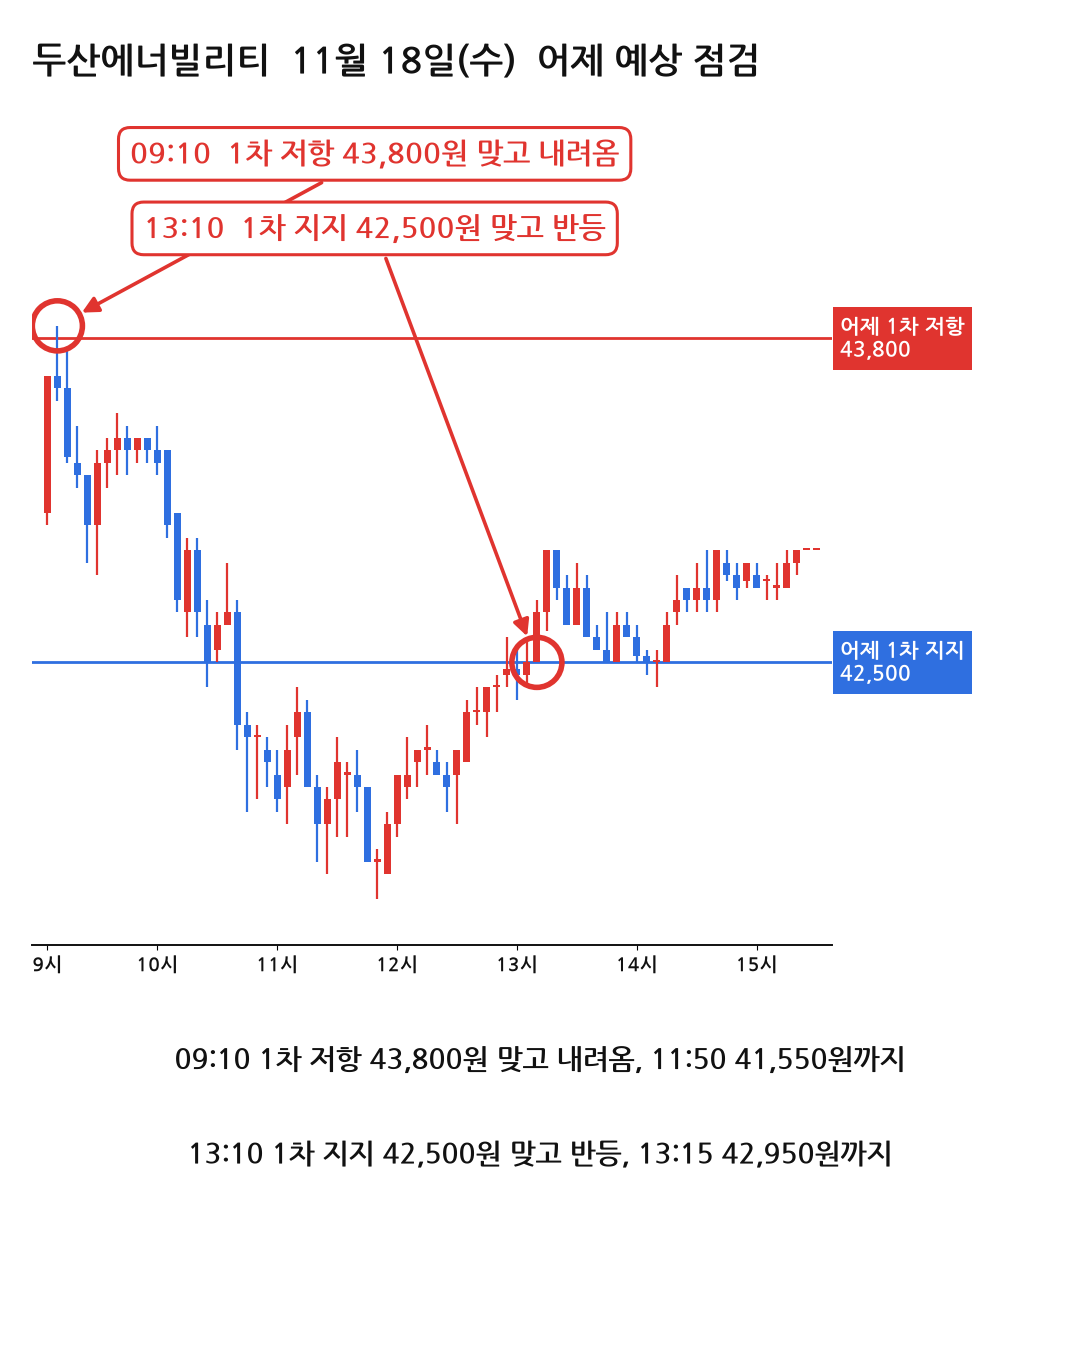 두산에너빌리티 11월 18일(수) 어제 예상 점검
09:10 1차 저항 43,800원 맞고 내려옴
13:10 1차 지지 42,500원 맞고 반등
어제 1차 저항
43,800
어제 1차 지지
42,500
9시 10시 11시 12시 13시 14시 15시
09:10 1차 저항 43,800원 맞고 내려옴, 11:50 41,550원까지
13:10 1차 지지 42,500원 맞고 반등, 13:15 42,950원까지